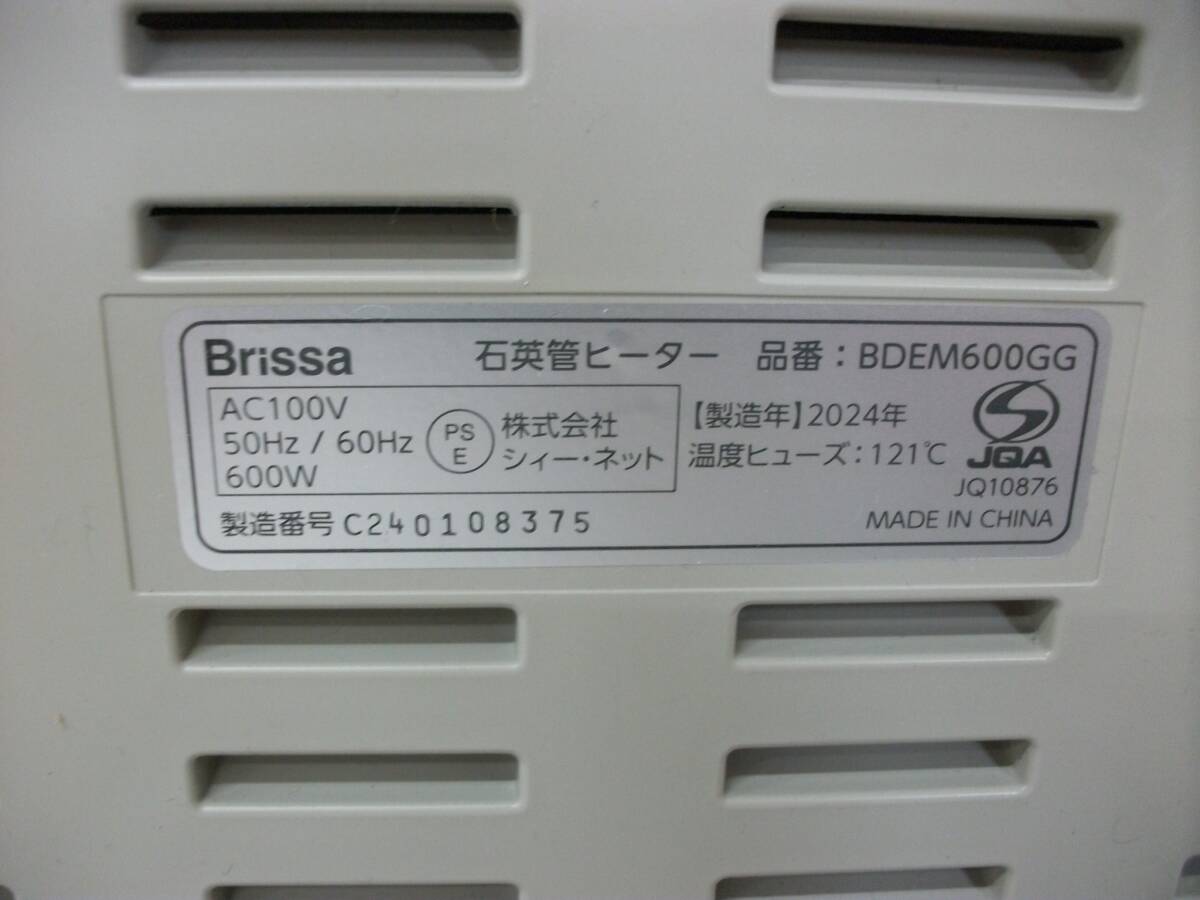 Brissa 石英管ヒーター 品番：BDEM600GG
AC100V
50Hz / 60Hz
600W
PS
E
株式会社
シィー・ネット
【製造年】2024年
温度ヒューズ：121℃
JQA
JQ10876
製造番号 C240108375
MADE IN CHINA